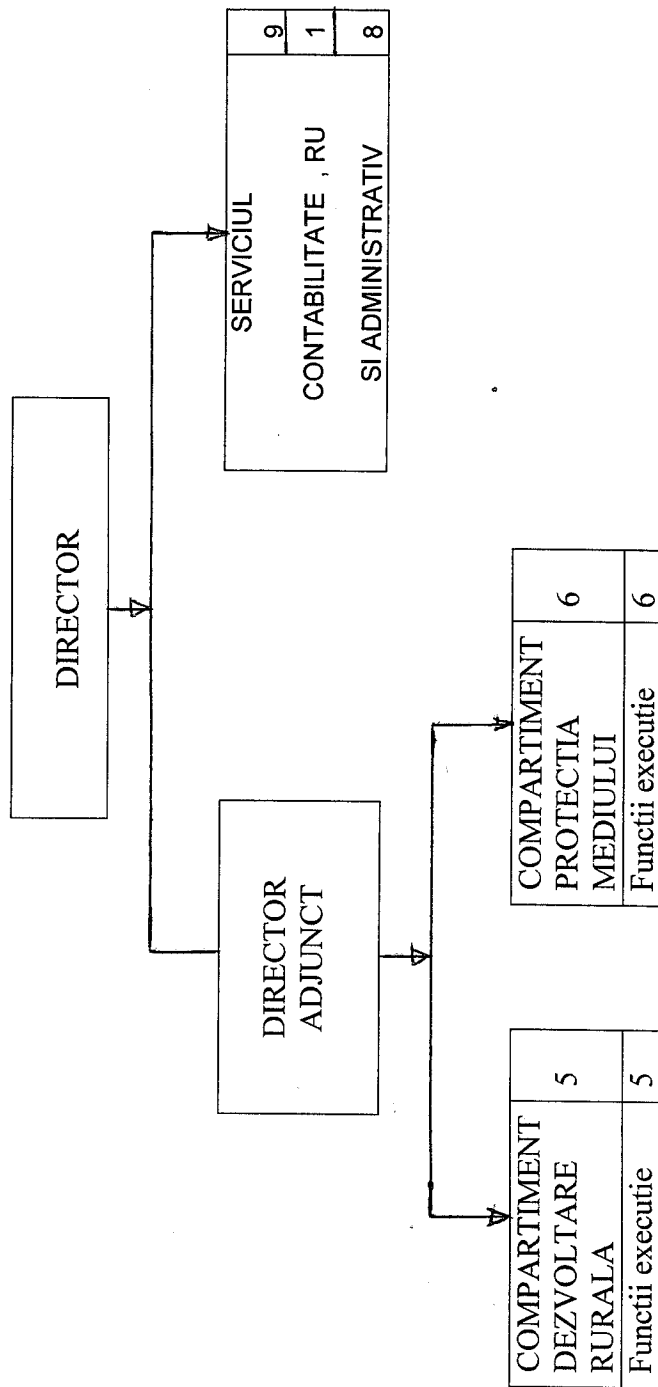 DIRECTOR
DIRECTOR
ADJUNCT
SERVICIUL 9
CONTABILITATE , RU 1
SI ADMINISTRATIV 8
COMPARTIMENT
DEZVOLTARE 5
RURALA
Functii executie 5
COMPARTIMENT
PROTECTIA 6
MEDIULUI
Functii executie 6